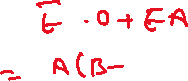 E̅ · 0 + EA
= A(B-